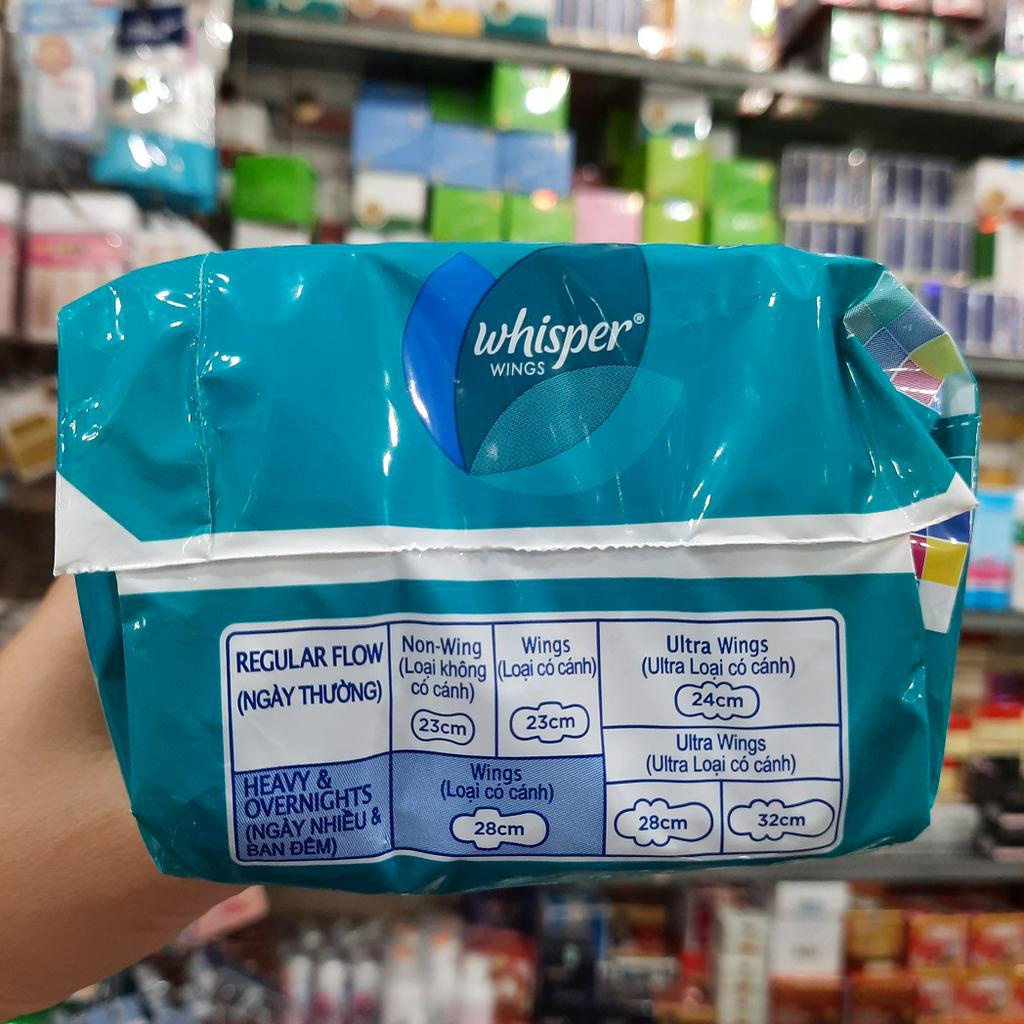 whisper®
WINGS
REGULAR FLOW
(NGÀY THƯỜNG)
Non-Wing
(Loại không
có cánh)
23cm
Wings
(Loại có cánh)
23cm
Ultra Wings
(Ultra Loại có cánh)
24cm
HEAVY &
OVERNIGHTS
(NGÀY NHIỀU &
BAN ĐÊM)
Wings
(Loại có cánh)
28cm
Ultra Wings
(Ultra Loại có cánh)
28cm
32cm